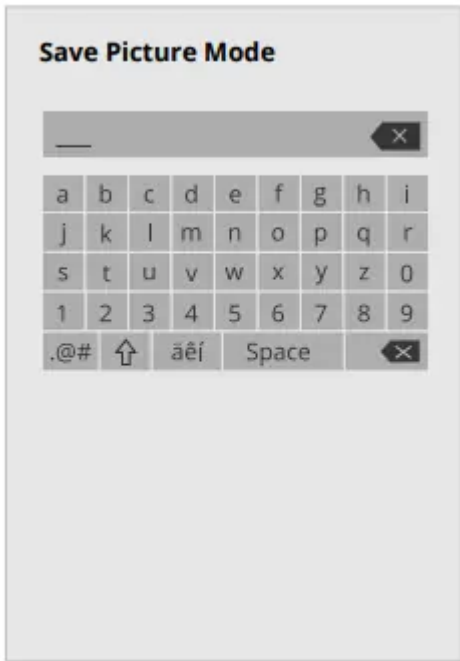 Save Picture Mode
a b c d e f g h i
j k l m n o p q r
s t u v w x y z 0
1 2 3 4 5 6 7 8 9
.@# äêí Space